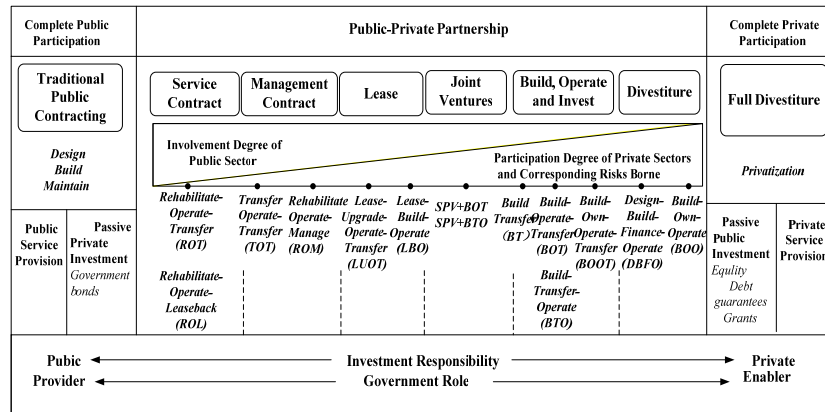 Complete Public
Participation
Public-Private Partnership
Complete Private
Participation
Traditional
Public
Contracting
Service
Contract
Management
Contract
Lease
Joint
Ventures
Build, Operate
and Invest
Divestiture
Full Divestiture
Design
Build
Maintain
Involvement Degree of
Public Sector
Participation Degree of Private Sectors
and Corresponding Risks Borne
Privatization
Public
Service
Provision
Passive
Private
Investment
Government
bonds
Rehabilitate-
Operate-
Transfer
(ROT)
Rehabilitate-
Operate-
Leaseback
(ROL)
Transfer
Operate-
Transfer
(TOT)
Rehabilitate
Operate-
Manage
(ROM)
Lease-
Upgrade-
Operate-
Transfer
(LUOT)
Lease-
Build-
Operate
(LBO)
SPV+BOT
SPV+BTO
Build
Transfer
(BT)
Build-
Operate-
Transfer
(BOT)
Build-
Transfer-
Operate
(BTO)
Build-
Own-
Operate-
Transfer
(BOOT)
Design-
Build-
Finance-
Operate
(DBFO)
Build-
Own-
Operate
(BOO)
Passive
Public
Investment
Equlity
Debt
guarantees
Grants
Private
Service
Provision
Pubic
Provider
Investment Responsibility
Government Role
Private
Enabler